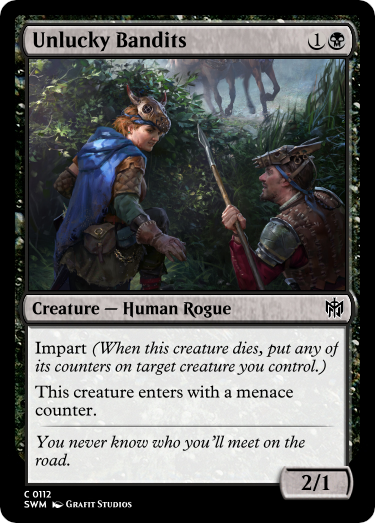 Unlucky Bandits 1
Creature — Human Rogue
Impart (When this creature dies, put any of
its counters on target creature you control.)
This creature enters with a menace
counter.
You never know who you'll meet on the
road.
2/1
C 0112
SWM Grafit Studios